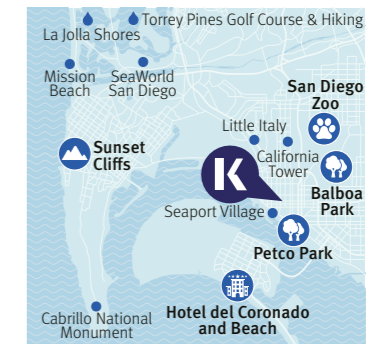 Torrey Pines Golf Course & Hiking
La Jolla Shores
Mission
Beach
SeaWorld
San Diego
San Diego
Zoo
Little Italy
Sunset
Cliffs
California
Tower
K
Balboa
Park
Seaport Village
Petco Park
Hotel del Coronado
and Beach
Cabrillo National
Monument